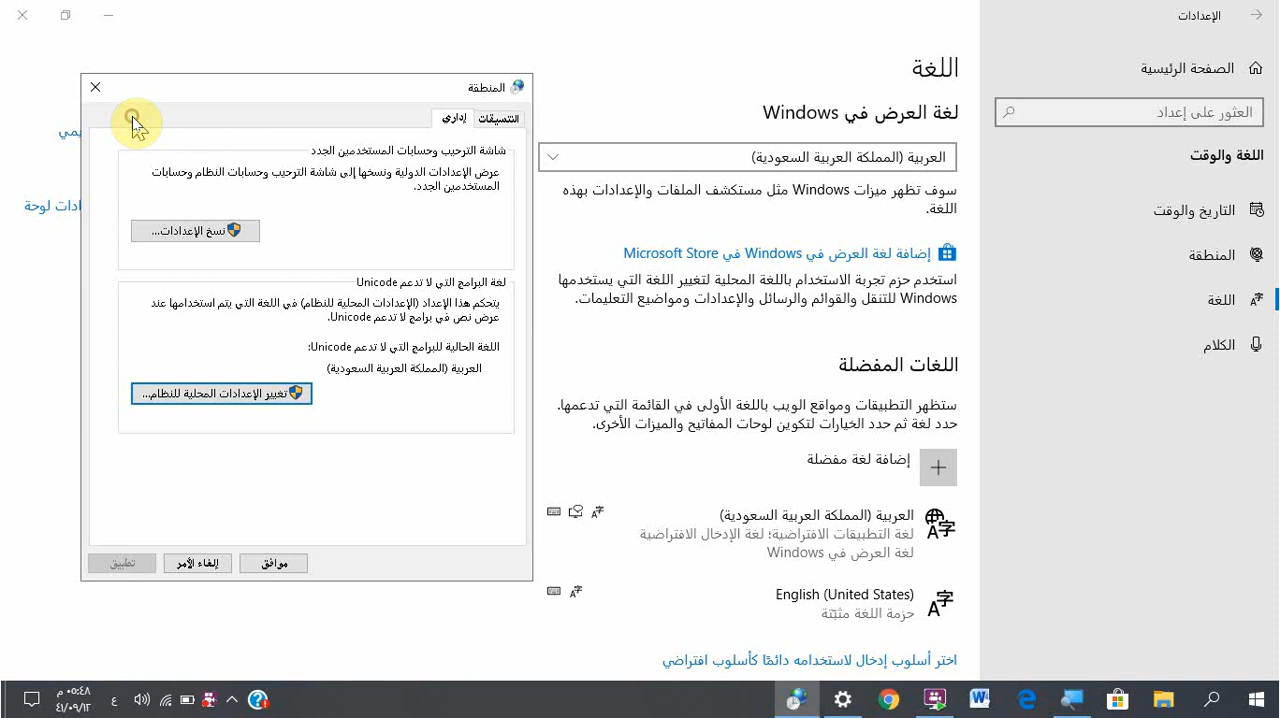 الإعدادات
الصفحة الرئيسية
العثور على إعداد
اللغة والوقت
التاريخ والوقت
المنطقة
اللغة
الكلام
اللغة
لغة العرض في Windows
العربية (المملكة العربية السعودية)
سوف تظهر ميزات Windows مثل مستكشف الملفات والإعدادات بهذه
اللغة.
إضافة لغة العرض في Windows في Microsoft Store
استخدم حزم تجربة الاستخدام باللغة المحلية لتغيير اللغة التي يستخدمها
Windows للتنقل والقوائم والرسائل والإعدادات ومواضيع التعليمات.
اللغات المفضلة
ستظهر التطبيقات ومواقع الويب باللغة الأولى في القائمة التي تدعمها.
حدد لغة ثم حدد الخيارات لتكوين لوحات المفاتيح والميزات الأخرى.
إضافة لغة مفضلة
العربية (المملكة العربية السعودية)
لغة التطبيقات الافتراضية؛ لغة الإدخال الافتراضية
لغة العرض في Windows
English (United States)
حزمة اللغة مثبّتة
اختر أسلوب إدخال لاستخدامه دائمًا كأسلوب افتراضي
المنطقة
التنسيقات
إداري
شاشة الترحيب وحسابات المستخدمين الجدد
عرض الإعدادات الدولية ونسخها إلى شاشة الترحيب وحسابات النظام وحسابات
المستخدمين الجدد.
نسخ الإعدادات...
لغة البرامج التي لا تدعم Unicode
يتحكم هذا الإعداد (الإعدادات المحلية للنظام) في اللغة التي يتم استخدامها عند
عرض نص في برامج لا تدعم Unicode.
اللغة الحالية للبرامج التي لا تدعم Unicode:
العربية (المملكة العربية السعودية)
تغيير الإعدادات المحلية للنظام...
موافق
إلغاء الأمر
تطبيق
يمي
ادات لوحة
ع
٠٥:٤٨ م
٤١/٠٩/١٢